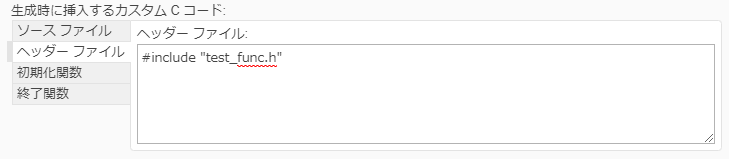 生成時に挿入するカスタム C コード:
ソース ファイル
ヘッダー ファイル
初期化関数
終了関数
ヘッダー ファイル:
#include "test_func.h"